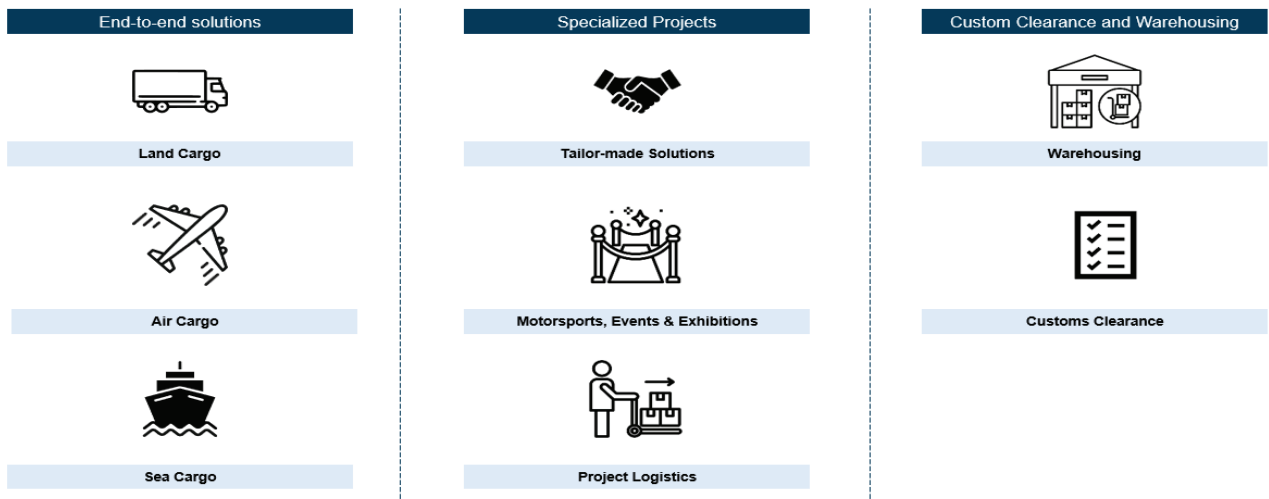 End-to-end solutions
Land Cargo
Air Cargo
Sea Cargo
Specialized Projects
Tailor-made Solutions
Motorsports, Events & Exhibitions
Project Logistics
Custom Clearance and Warehousing
Warehousing
Customs Clearance